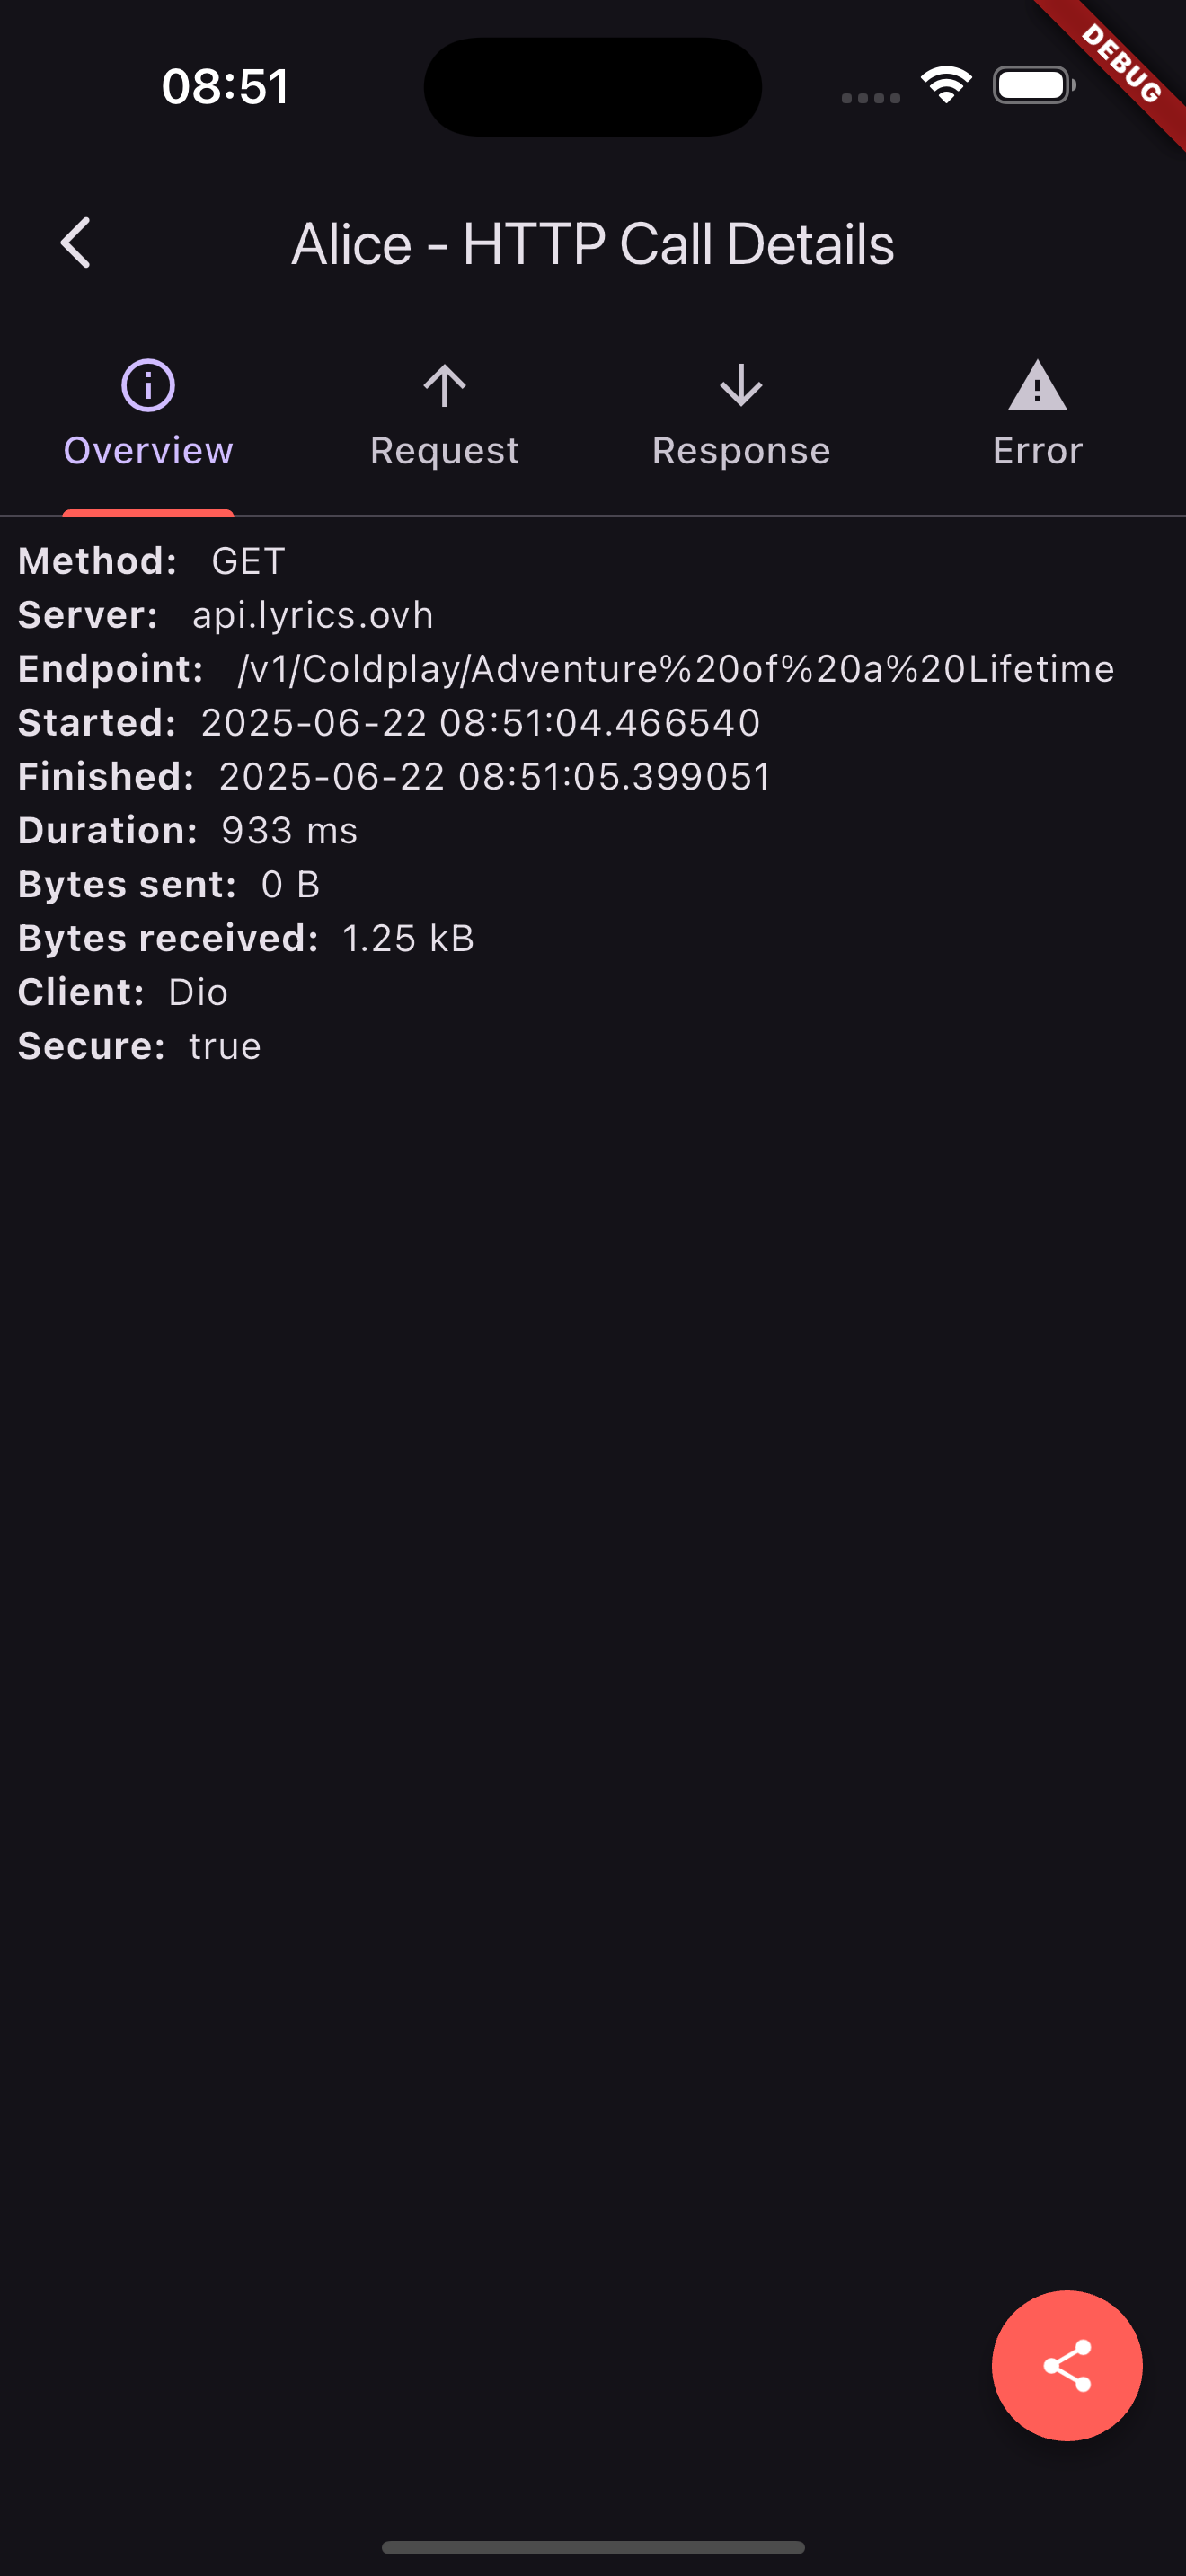 08:51
DEBUG
Alice - HTTP Call Details
Overview Request Response Error
Method: GET
Server: api.lyrics.ovh
Endpoint: /v1/Coldplay/Adventure%20of%20a%20Lifetime
Started: 2025-06-22 08:51:04.466540
Finished: 2025-06-22 08:51:05.399051
Duration: 933 ms
Bytes sent: 0 B
Bytes received: 1.25 kB
Client: Dio
Secure: true